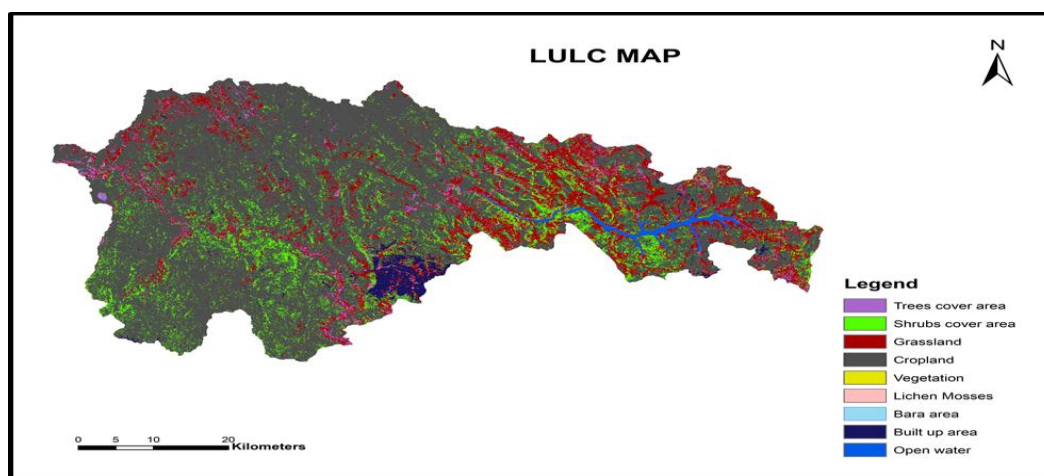 LULC MAP
N
Legend
Trees cover area
Shrubs cover area
Grassland
Cropland
Vegetation
Lichen Mosses
Bara area
Built up area
Open water
0 5 10 20
Kilometers